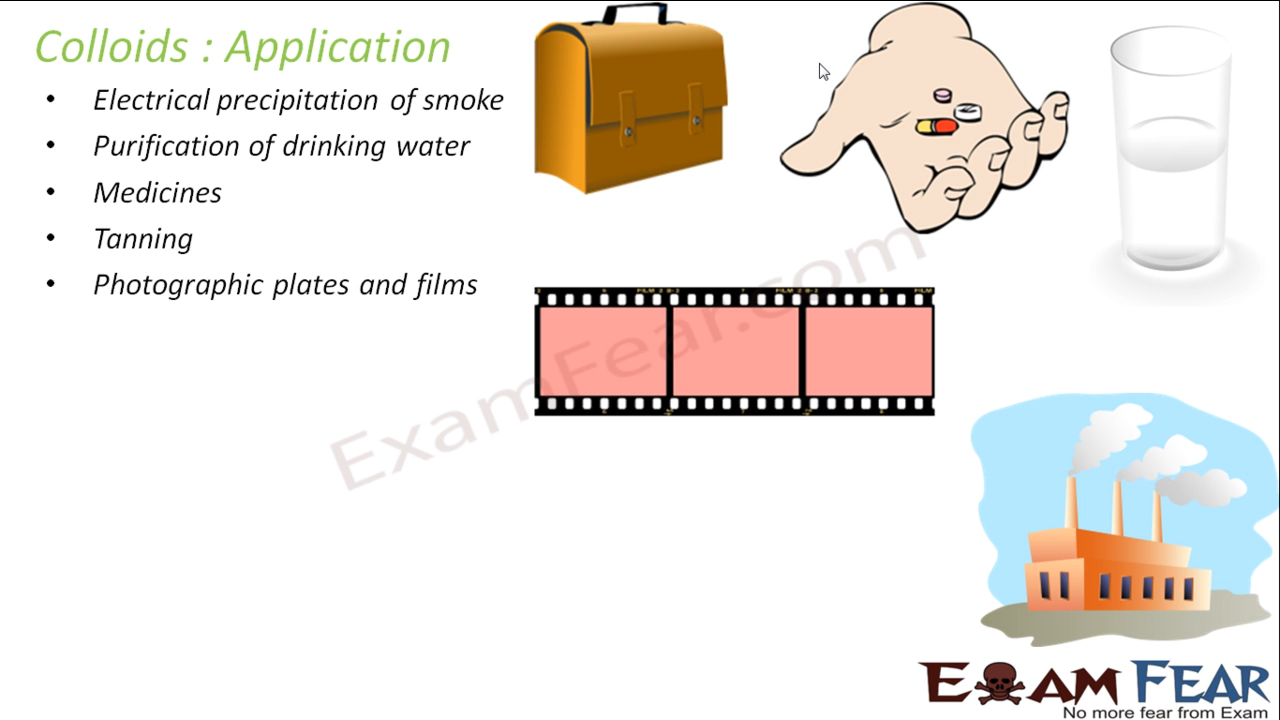 Colloids : Application
• Electrical precipitation of smoke
• Purification of drinking water
• Medicines
• Tanning
• Photographic plates and films
ExamFear.com
EXAM FEAR
No more fear from Exam